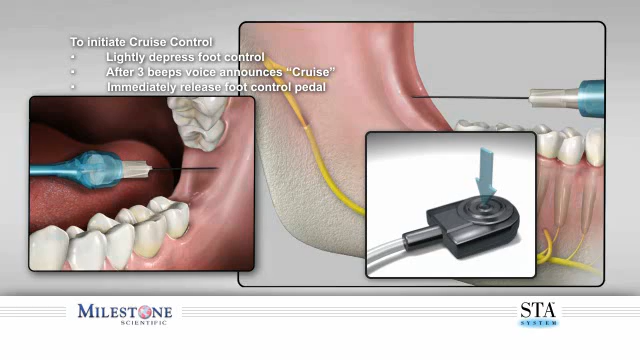 To initiate Cruise Control
• Lightly depress foot control
• After 3 beeps voice announces “Cruise”
• Immediately release foot control pedal
MILESTONE
SCIENTIFIC
STA
SYSTEM